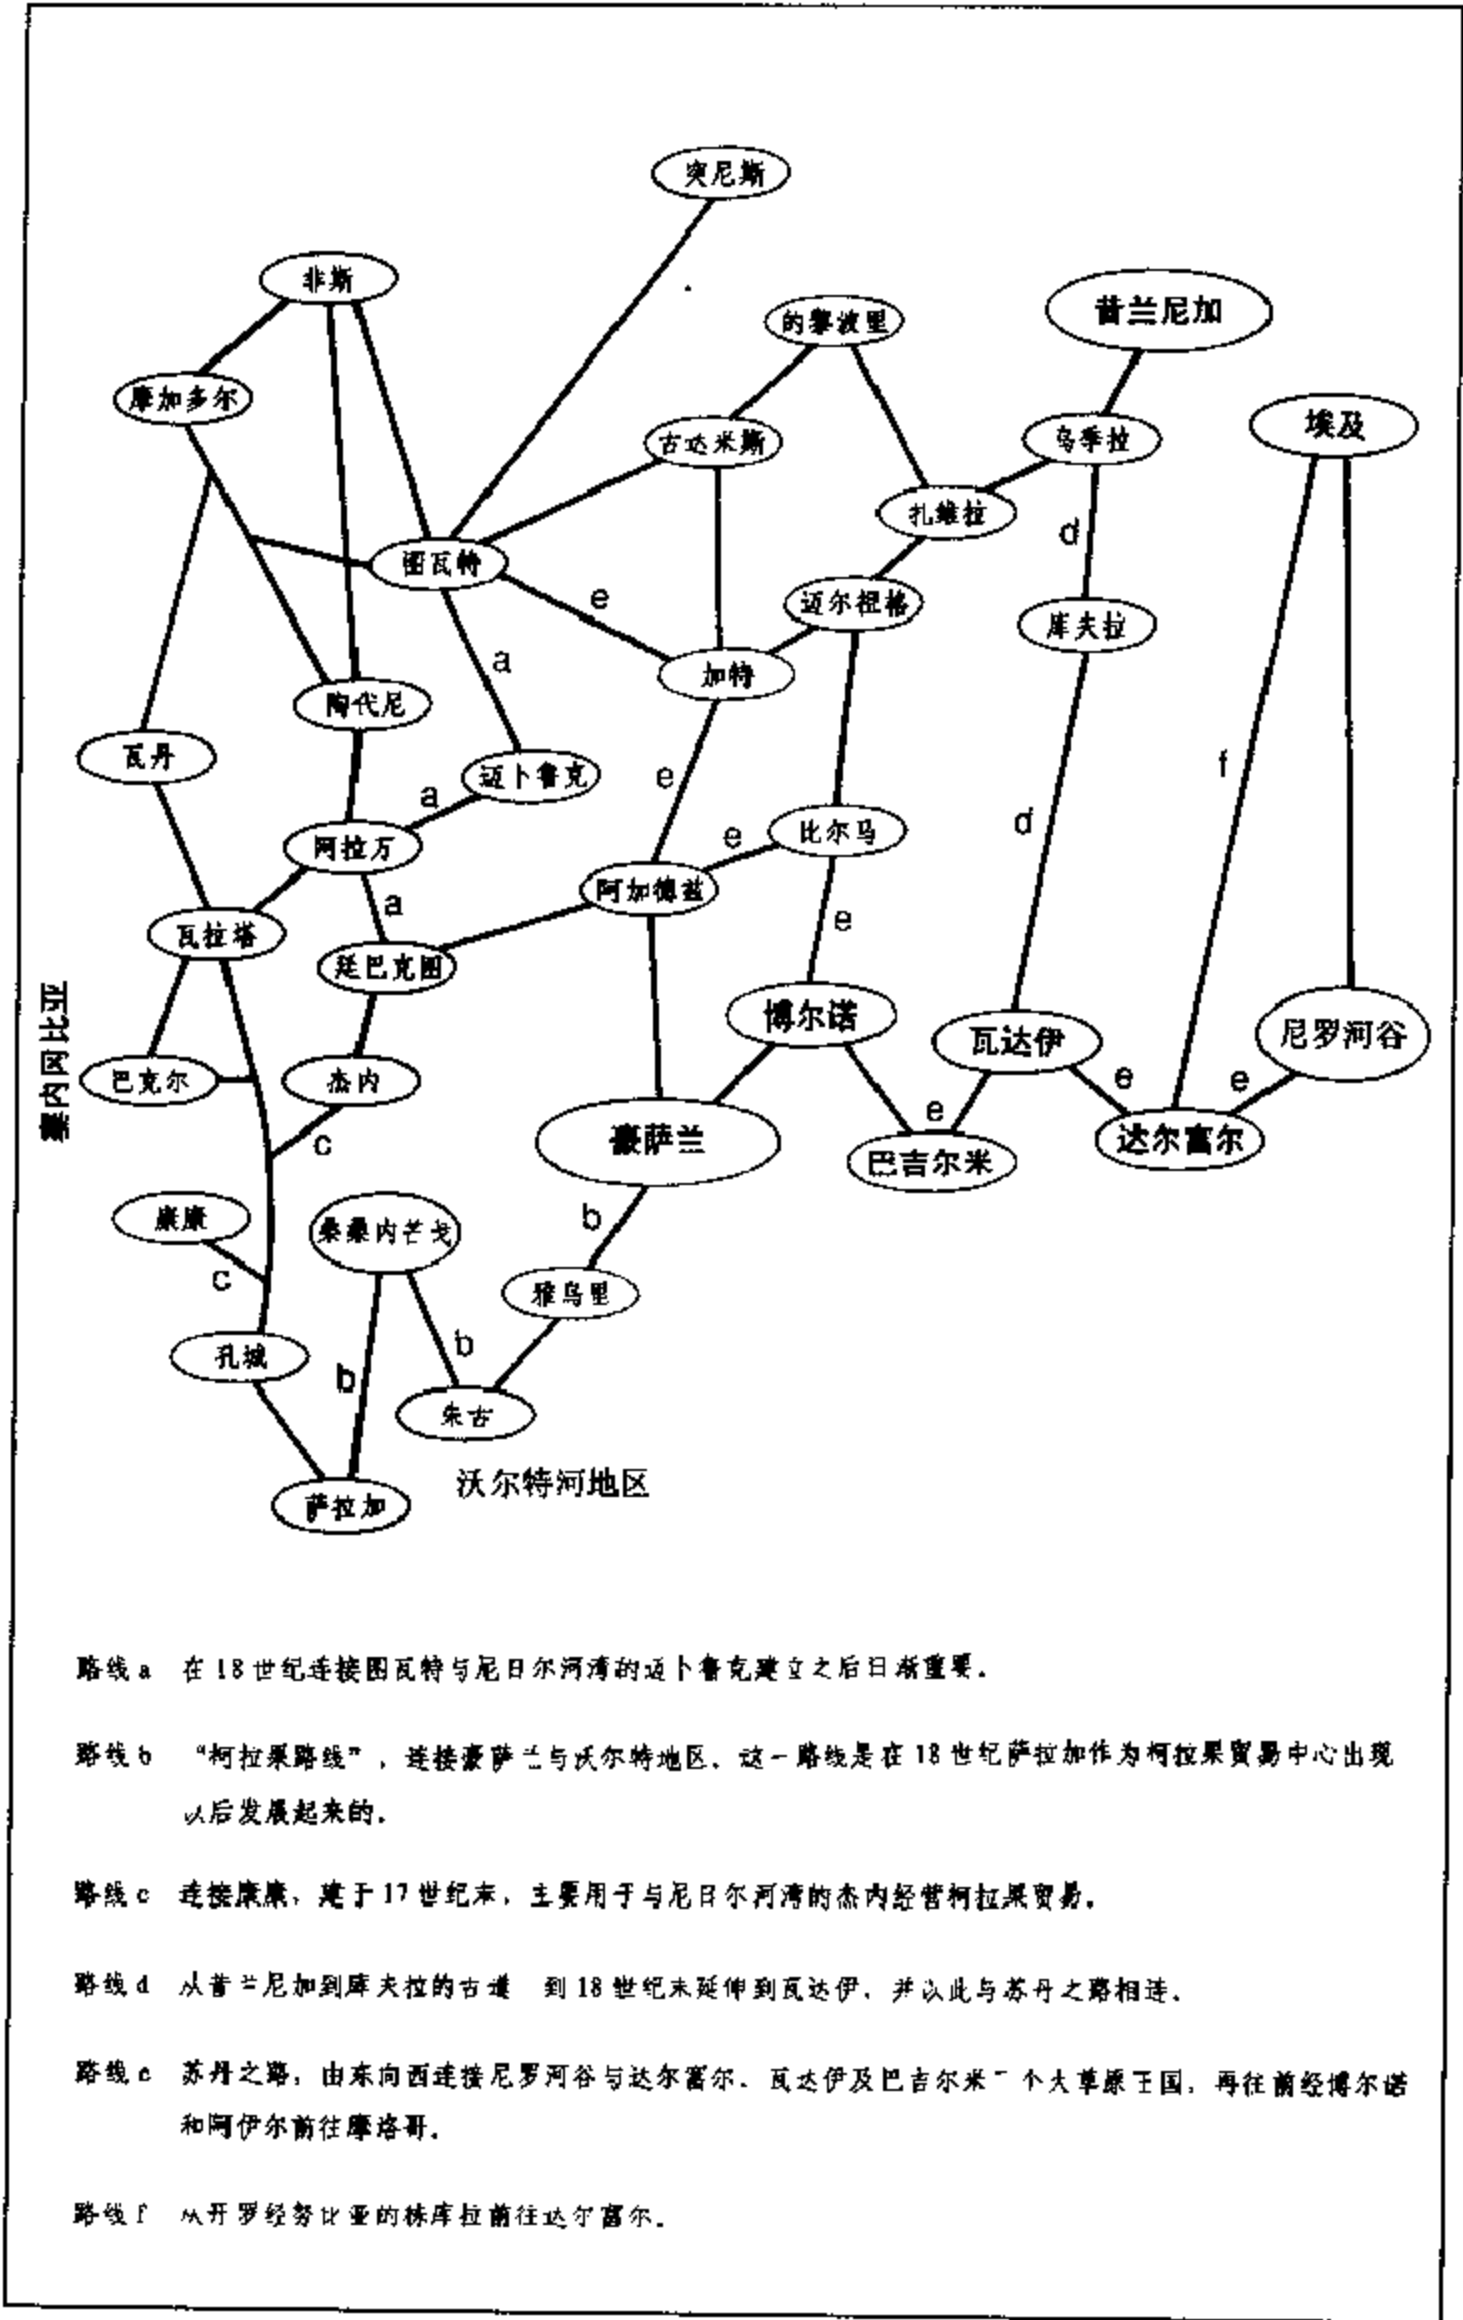 突尼斯
非斯
的黎波里
昔兰尼加
摩加多尔
古达米斯
乌季拉
埃及
扎维拉
d
图瓦特
e
迈尔祖格
库夫拉
a
加特
陶代尼
瓦丹
迈卜鲁克
e
f
a
阿拉万
e
比尔马
d
阿加德兹
a
瓦拉塔
e
廷巴克图
塞内冈比亚
博尔诺
瓦达伊
尼罗河谷
巴克尔
杰内
e
e
c
豪萨兰
e
巴吉尔米
达尔富尔
康康
桑桑内芒戈
b
c
雅乌里
孔城
b
b
朱古
沃尔特河地区
萨拉加
路线 a 在 18 世纪连接图瓦特与尼日尔河湾的迈卜鲁克建立之后日渐重要。
路线 b “柯拉果路线”，连接豪萨兰与沃尔特地区。这一路线是在 18 世纪萨拉加作为柯拉果贸易中心出现
以后发展起来的。
路线 c 连接康康，建于 17 世纪末，主要用于与尼日尔河湾的杰内经营柯拉果贸易。
路线 d 从昔兰尼加到库夫拉的古道 到 18 世纪末延伸到瓦达伊，并以此与苏丹之路相连。
路线 e 苏丹之路，由东向西连接尼罗河谷与达尔富尔、瓦达伊及巴吉尔米 个大草原王国，再往前经博尔诺
和阿伊尔前往摩洛哥。
路线 f 从开罗经努比亚的栋库拉前往达尔富尔。